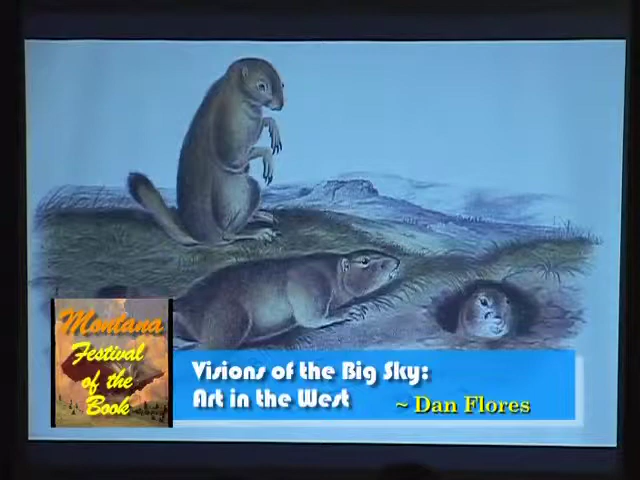 Montana
Festival
of the
Book
Visions of the Big Sky:
Art in the West
~ Dan Flores